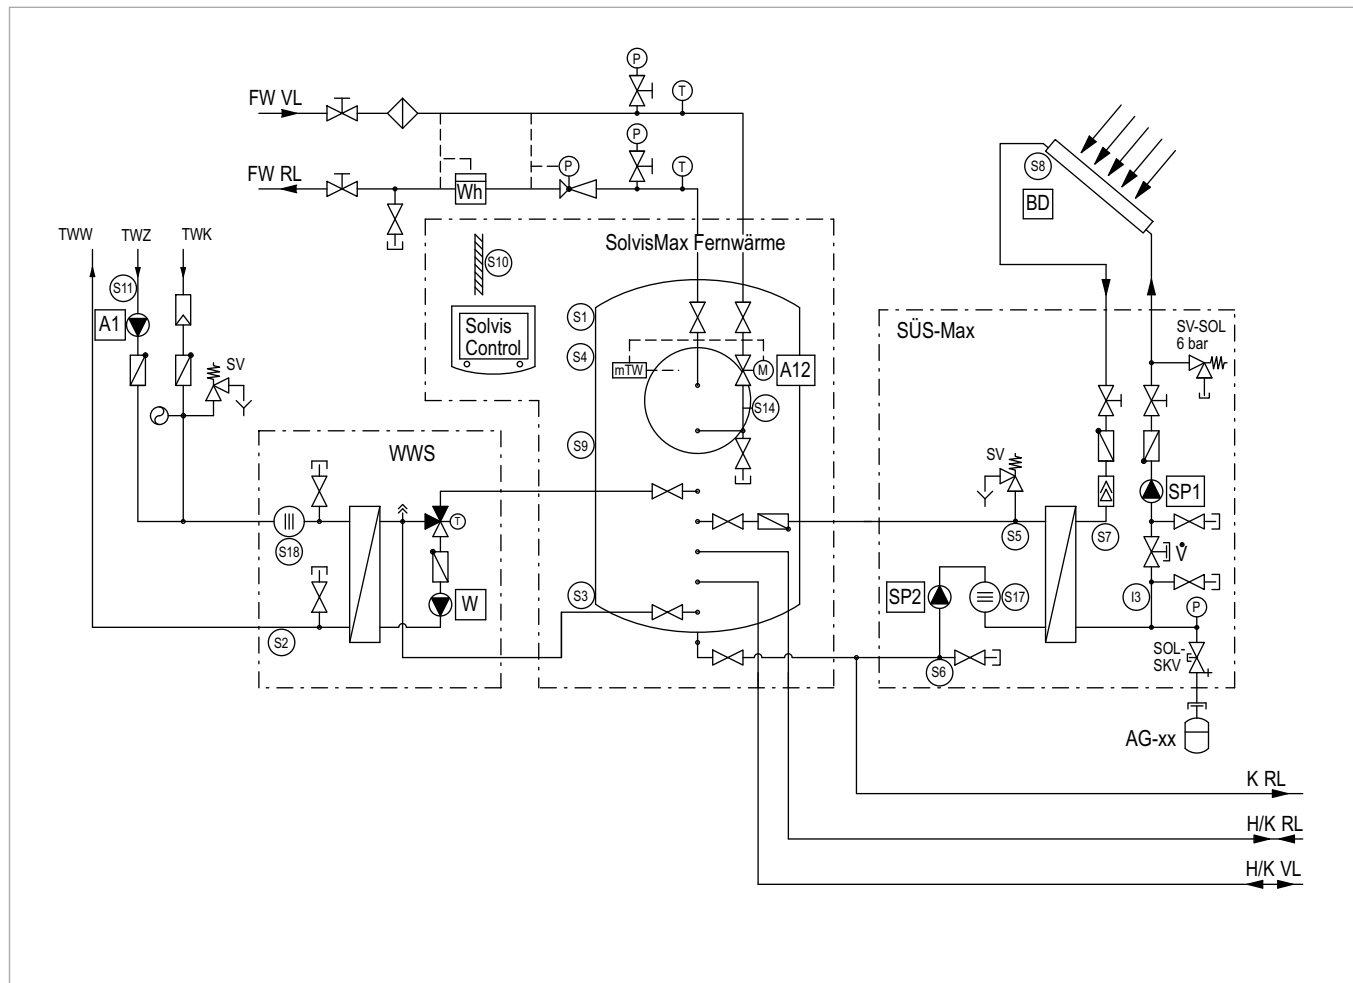 P
FW VL
T
P
FW RL
Wh
P
T
S8
BD
TWW
TWZ
TWK
SolvisMax Fernwärme
S10
S11
A1
S1
Solvis
Control
S4
mTW
M
A12
SV
S14
SÜS-Max
SV-SOL
6 bar
S9
WWS
SV
SP1
T
S18
S5
S7
V̇
S3
W
SP2
S17
I3
P
S2
S6
SOL-
SKV
AG-xx
K RL
H/K RL
H/K VL